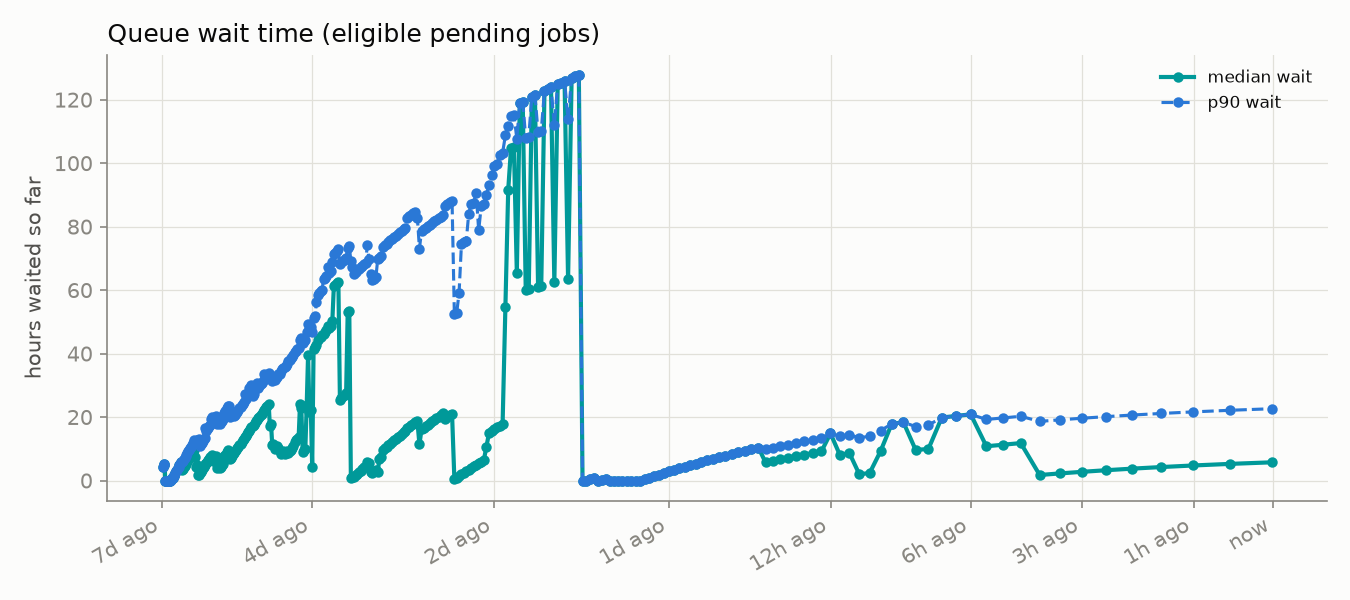 Queue wait time (eligible pending jobs)
median wait
p90 wait
hours waited so far
120
100
80
60
40
20
0
7d ago
4d ago
2d ago
1d ago
12h ago
6h ago
3h ago
1h ago
now